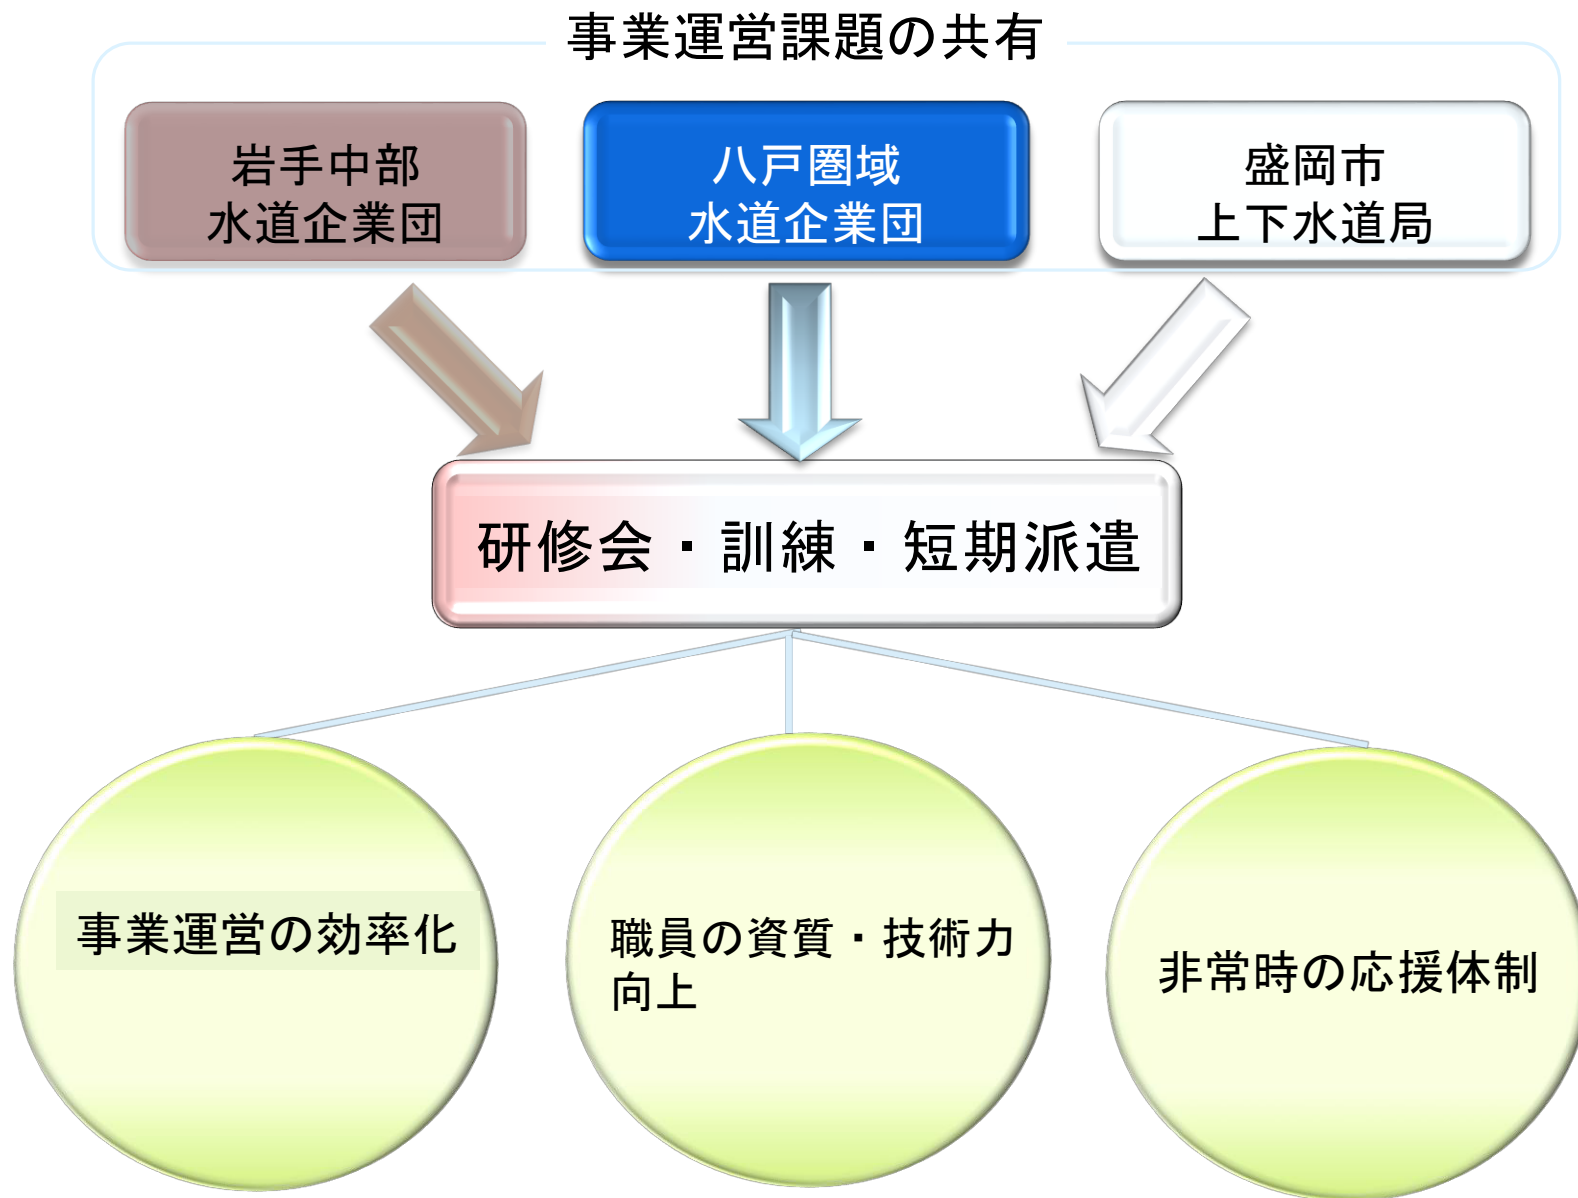 事業運営課題の共有
岩手中部
水道企業団
八戸圏域
水道企業団
盛岡市
上下水道局
研修会・訓練・短期派遣
事業運営の効率化
職員の資質・技術力
向上
非常時の応援体制